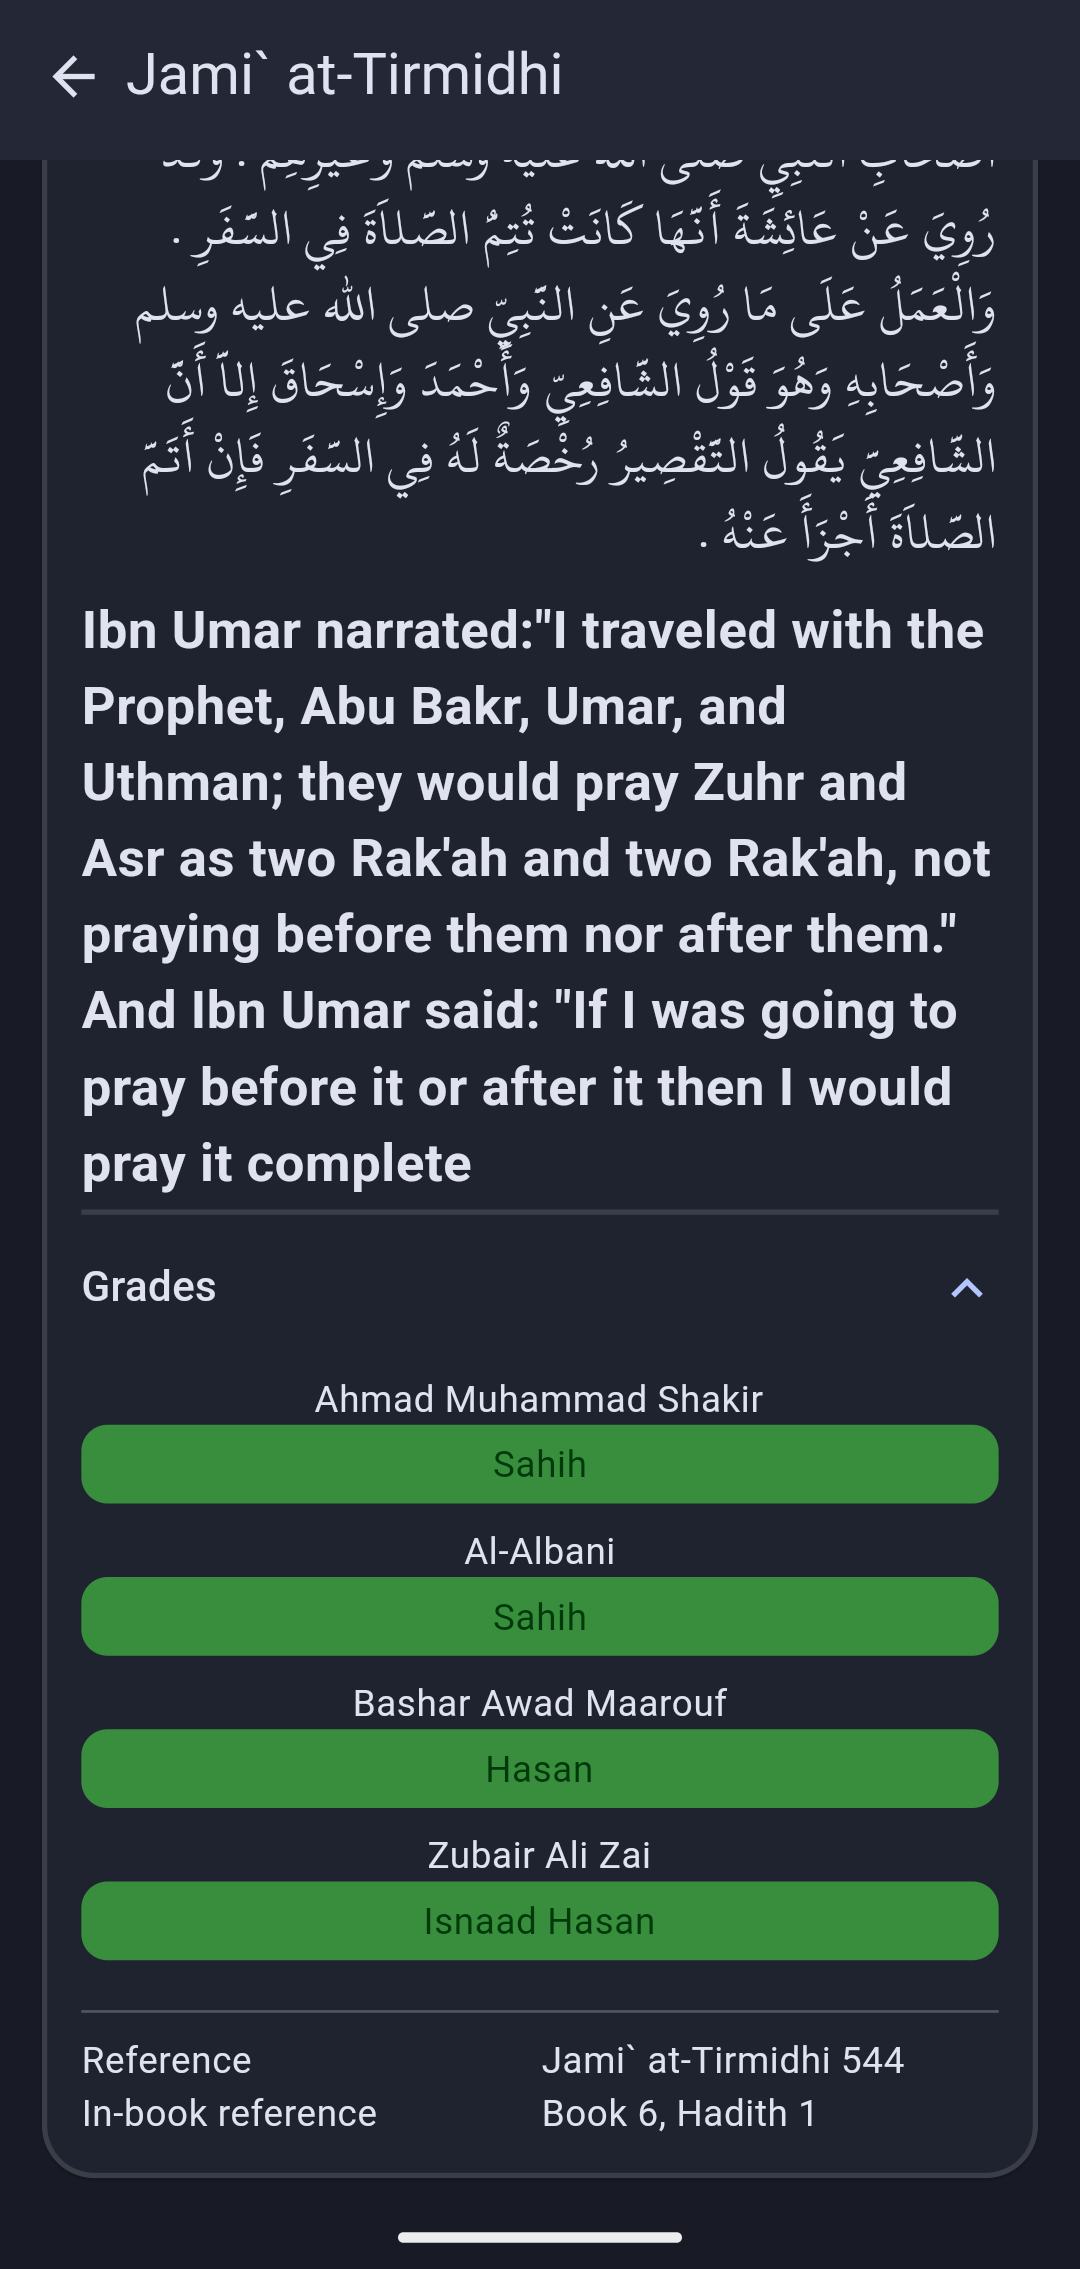 Jami` at-Tirmidhi
رُوِيَ عَنْ عَائِشَةَ أَنَّهَا كَانَتْ تُتِمُّ الصَّلاَةَ فِي السَّفَرِ .
وَالْعَمَلُ عَلَى مَا رُوِيَ عَنِ النَّبِيِّ صلى الله عليه وسلم
وَأَصْحَابِهِ وَهُوَ قَوْلُ الشَّافِعِيِّ وَأَحْمَدَ وَإِسْحَاقَ إِلاَّ أَنَّ
الشَّافِعِيَّ يَقُولُ التَّقْصِيرُ رُخْصَةٌ لَهُ فِي السَّفَرِ فَإِنْ أَتَمَّ
الصَّلاَةَ أَجْزَأَ عَنْهُ .
Ibn Umar narrated:"I traveled with the
Prophet, Abu Bakr, Umar, and
Uthman; they would pray Zuhr and
Asr as two Rak'ah and two Rak'ah, not
praying before them nor after them."
And Ibn Umar said: "If I was going to
pray before it or after it then I would
pray it complete
Grades
Ahmad Muhammad Shakir
Sahih
Al-Albani
Sahih
Bashar Awad Maarouf
Hasan
Zubair Ali Zai
Isnaad Hasan
Reference Jami` at-Tirmidhi 544
In-book reference Book 6, Hadith 1